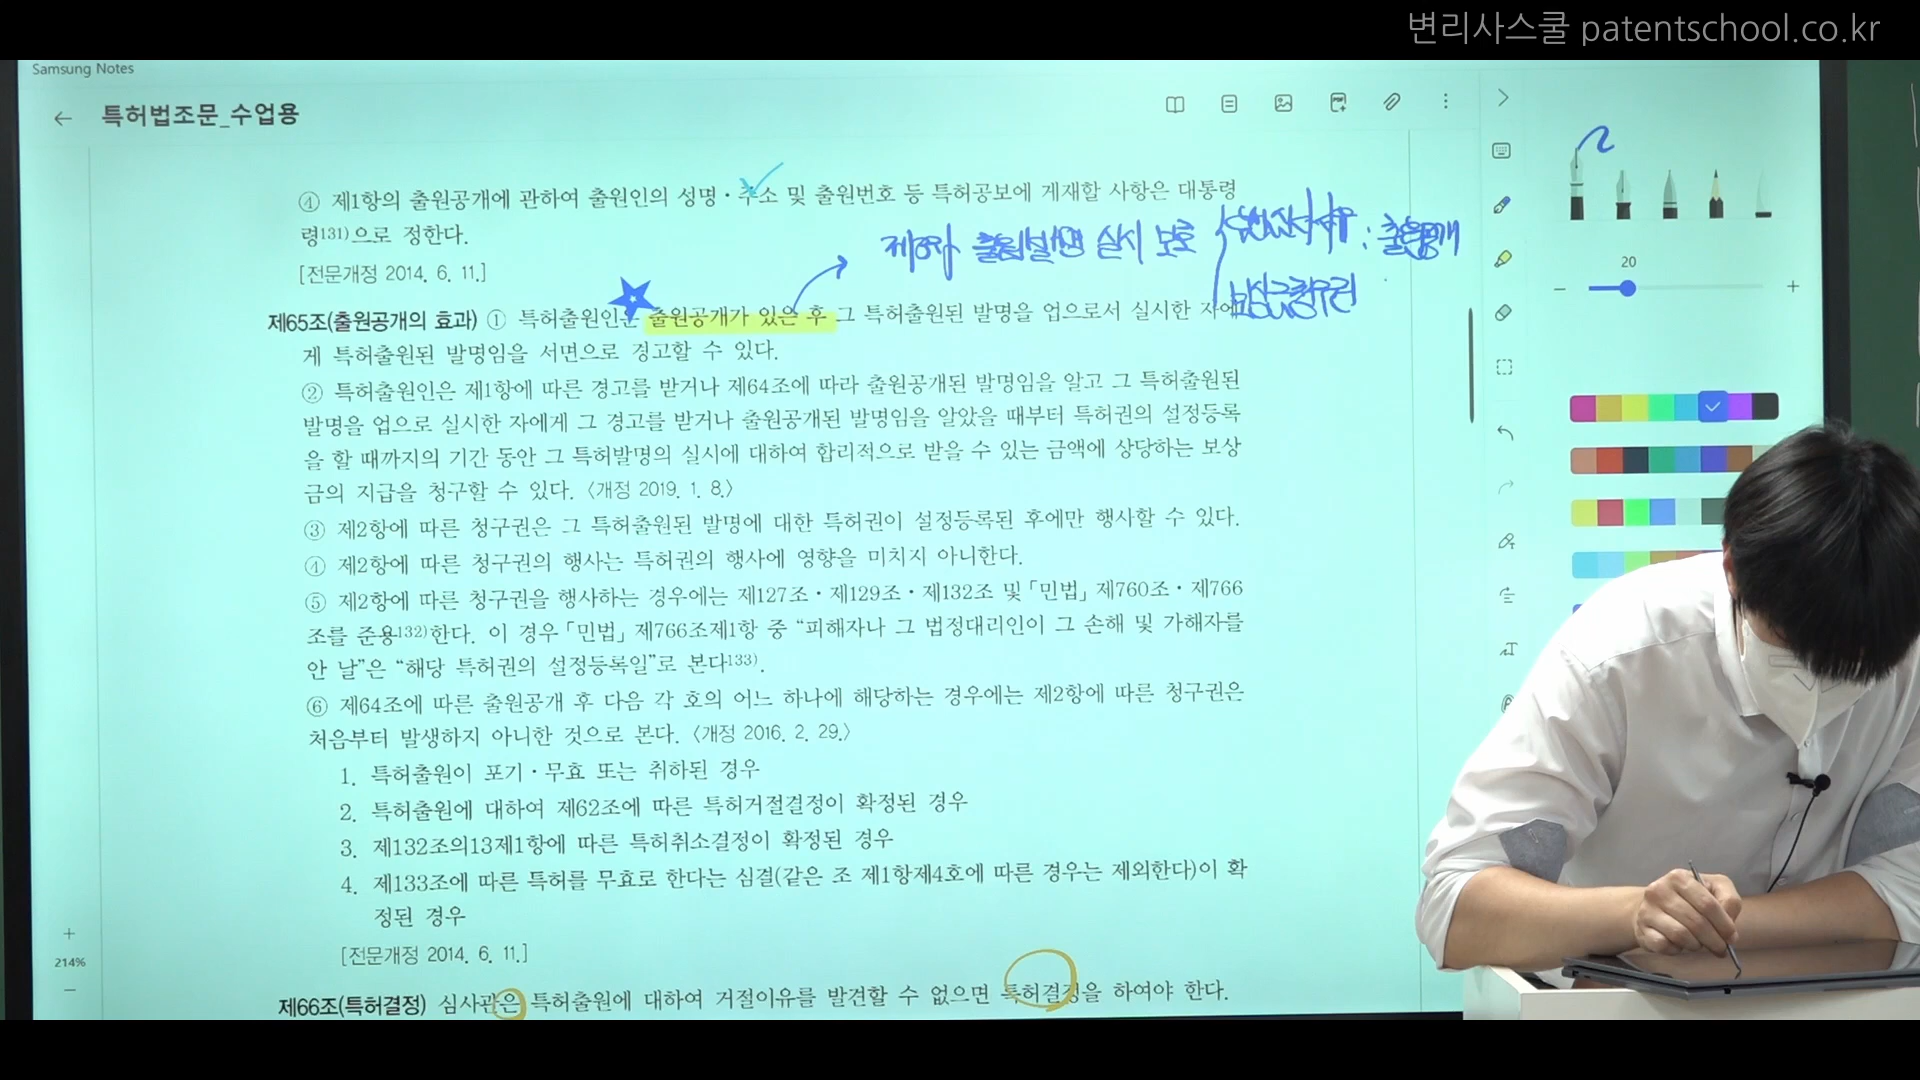 변리사스쿨 patentschool.co.kr
Samsung Notes
특허법조문_수업용
④ 제1항의 출원공개에 관하여 출원인의 성명·주소 및 출원번호 등 특허공보에 게재할 사항은 대통령
령131)으로 정한다.
제3자 출원발명 실시 보호
: 출원공개
보상금청구권
[전문개정 2014. 6. 11.]
제65조(출원공개의 효과) ① 특허출원인은 출원공개가 있은 후 그 특허출원된 발명을 업으로서 실시한 자에
게 특허출원된 발명임을 서면으로 경고할 수 있다.
② 특허출원인은 제1항에 따른 경고를 받거나 제64조에 따라 출원공개된 발명임을 알고 그 특허출원된
발명을 업으로 실시한 자에게 그 경고를 받거나 출원공개된 발명임을 알았을 때부터 특허권의 설정등록
을 할 때까지의 기간 동안 그 특허발명의 실시에 대하여 합리적으로 받을 수 있는 금액에 상당하는 보상
금의 지급을 청구할 수 있다. <개정 2019. 1. 8.>
③ 제2항에 따른 청구권은 그 특허출원된 발명에 대한 특허권이 설정등록된 후에만 행사할 수 있다.
④ 제2항에 따른 청구권의 행사는 특허권의 행사에 영향을 미치지 아니한다.
⑤ 제2항에 따른 청구권을 행사하는 경우에는 제127조·제129조·제132조 및 「민법」 제760조·제766
조를 준용132)한다. 이 경우 「민법」 제766조제1항 중 “피해자나 그 법정대리인이 그 손해 및 가해자를
안 날”은 “해당 특허권의 설정등록일”로 본다133).
⑥ 제64조에 따른 출원공개 후 다음 각 호의 어느 하나에 해당하는 경우에는 제2항에 따른 청구권은
처음부터 발생하지 아니한 것으로 본다. <개정 2016. 2. 29.>
1. 특허출원이 포기·무효 또는 취하된 경우
2. 특허출원에 대하여 제62조에 따른 특허거절결정이 확정된 경우
3. 제132조의13제1항에 따른 특허취소결정이 확정된 경우
4. 제133조에 따른 특허를 무효로 한다는 심결(같은 조 제1항제4호에 따른 경우는 제외한다)이 확
정된 경우
[전문개정 2014. 6. 11.]
제66조(특허결정) 심사관은 특허출원에 대하여 거절이유를 발견할 수 없으면 특허결정을 하여야 한다.
20
214%